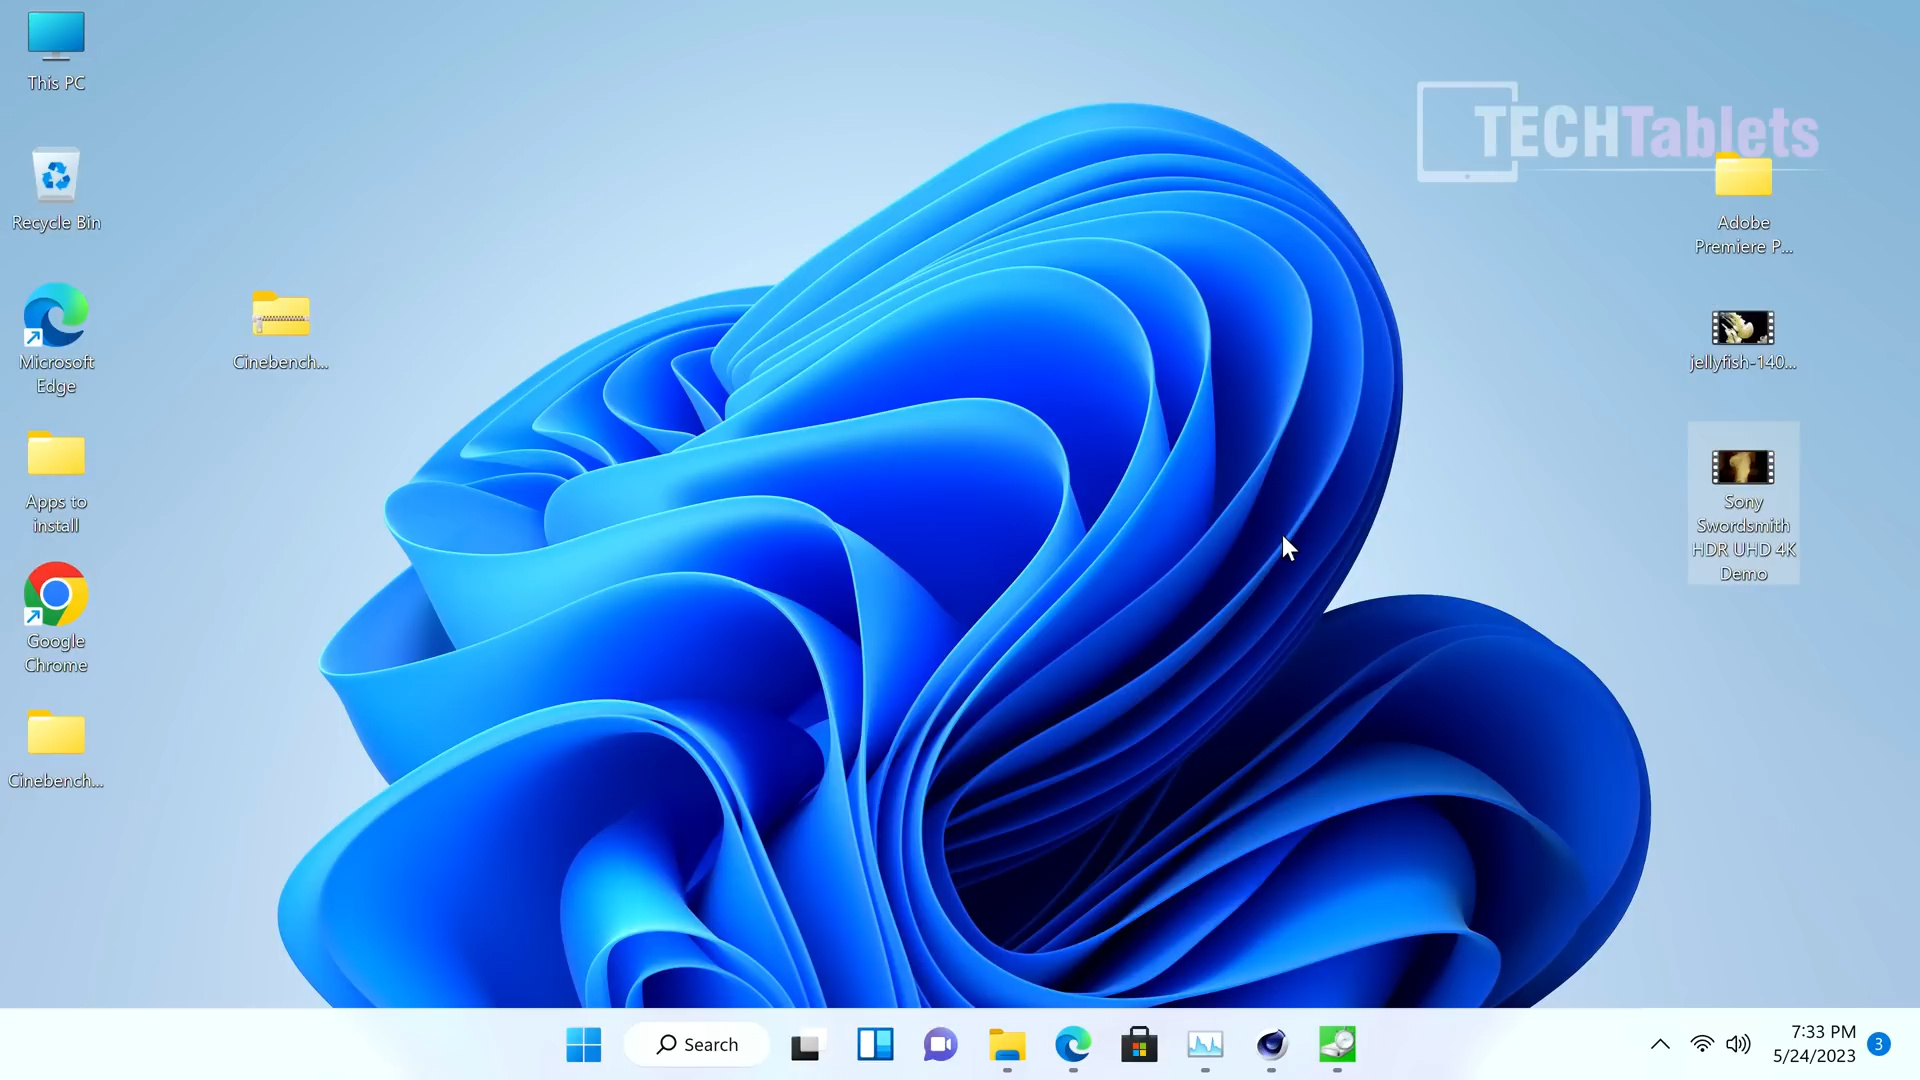 This PC
Recycle Bin
Microsoft
Edge
Apps to
install
Google
Chrome
Cinebench...
Cinebench...
TECHTablets
Adobe
Premiere P...
jellyfish-140...
Sony
Swordsmith
HDR UHD 4K
Demo
Search
7:33 PM
5/24/2023
3